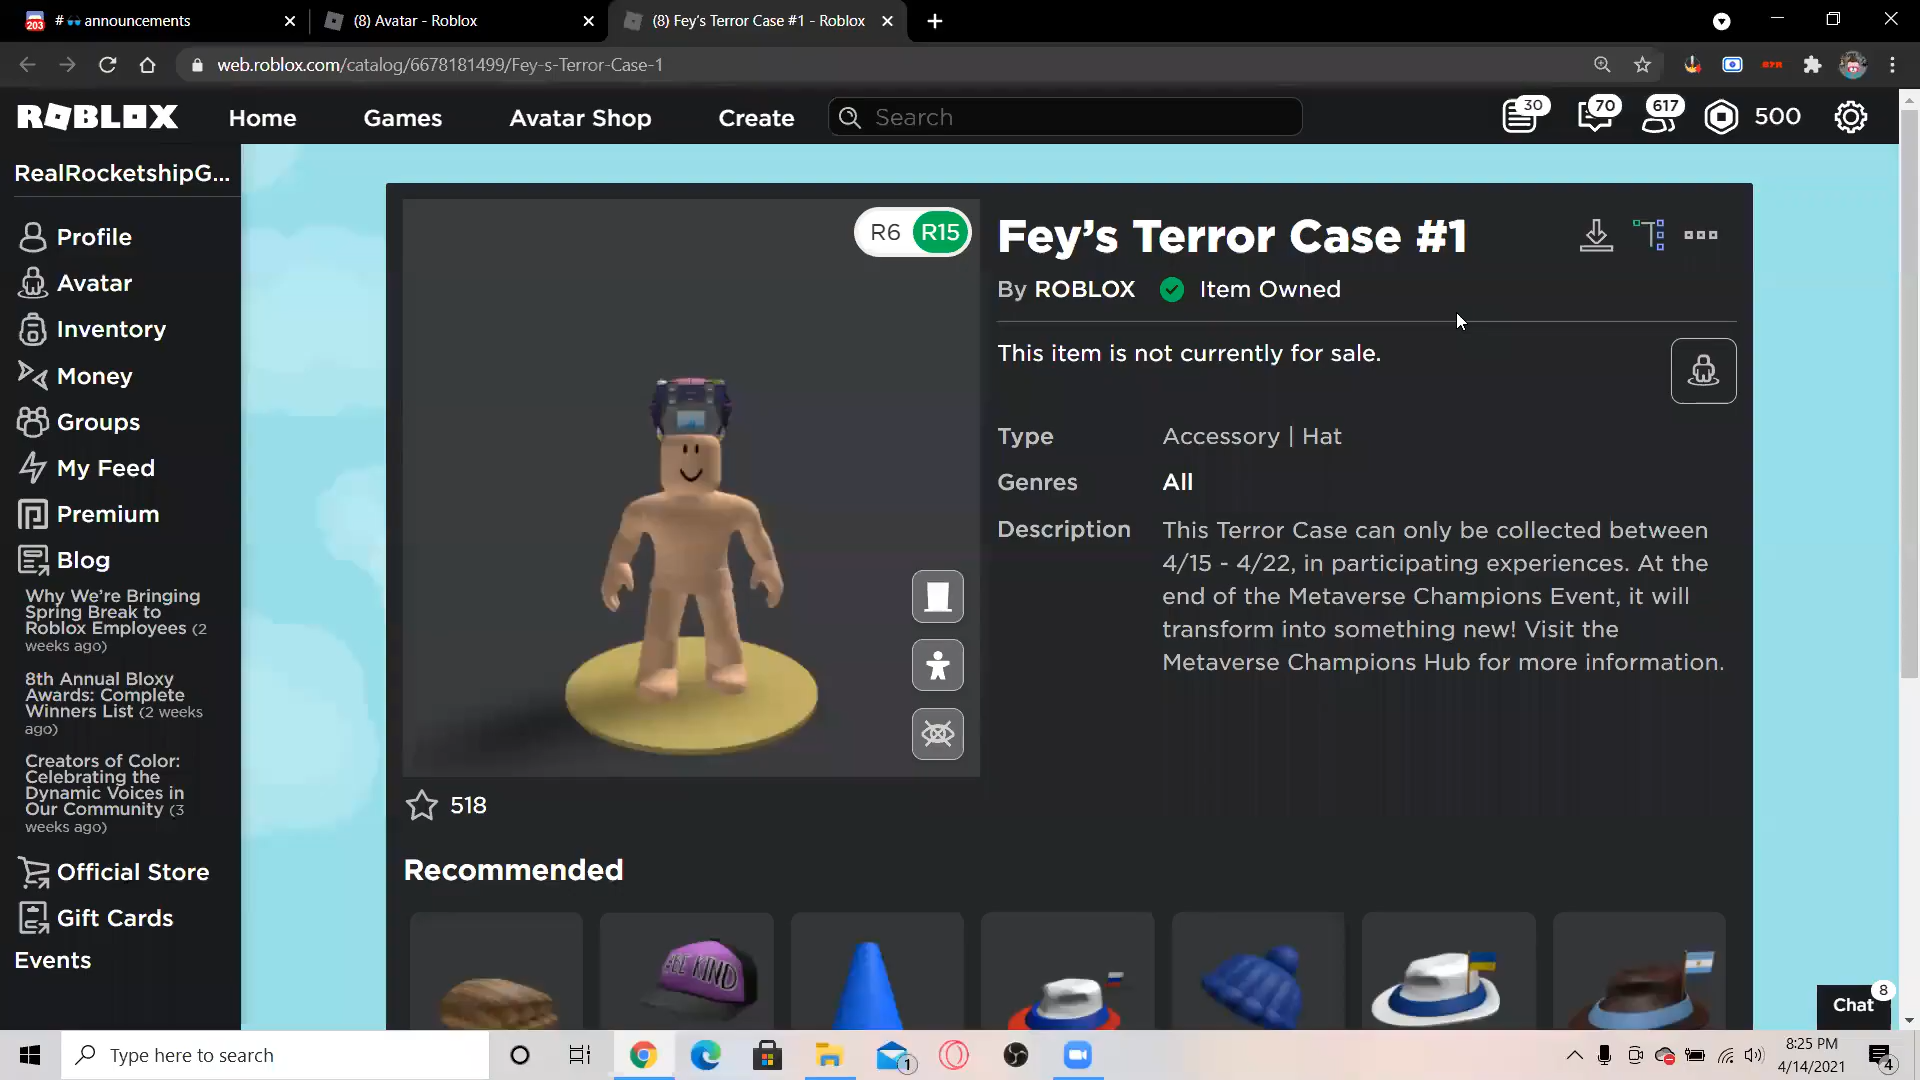 203
#👓announcements
(8) Avatar - Roblox
(8) Fey's Terror Case #1 - Roblox
web.roblox.com/catalog/6678181499/Fey-s-Terror-Case-1
ROBLOX
Home
Games
Avatar Shop
Create
Search
30
70
617
500
RealRocketshipG...
Profile
Avatar
Inventory
Money
Groups
My Feed
Premium
Blog
Why We're Bringing
Spring Break to
Roblox Employees (2
weeks ago)
8th Annual Bloxy
Awards: Complete
Winners List (2 weeks
ago)
Creators of Color:
Celebrating the
Dynamic Voices in
Our Community (3
weeks ago)
Official Store
Gift Cards
Events
R6 R15
Fey's Terror Case #1
By ROBLOX Item Owned
This item is not currently for sale.
Type Accessory | Hat
Genres All
Description This Terror Case can only be collected between
4/15 - 4/22, in participating experiences. At the
end of the Metaverse Champions Event, it will
transform into something new! Visit the
Metaverse Champions Hub for more information.
518
Recommended
BE KIND
Chat
8
Type here to search
1
8:25 PM
4/14/2021
4